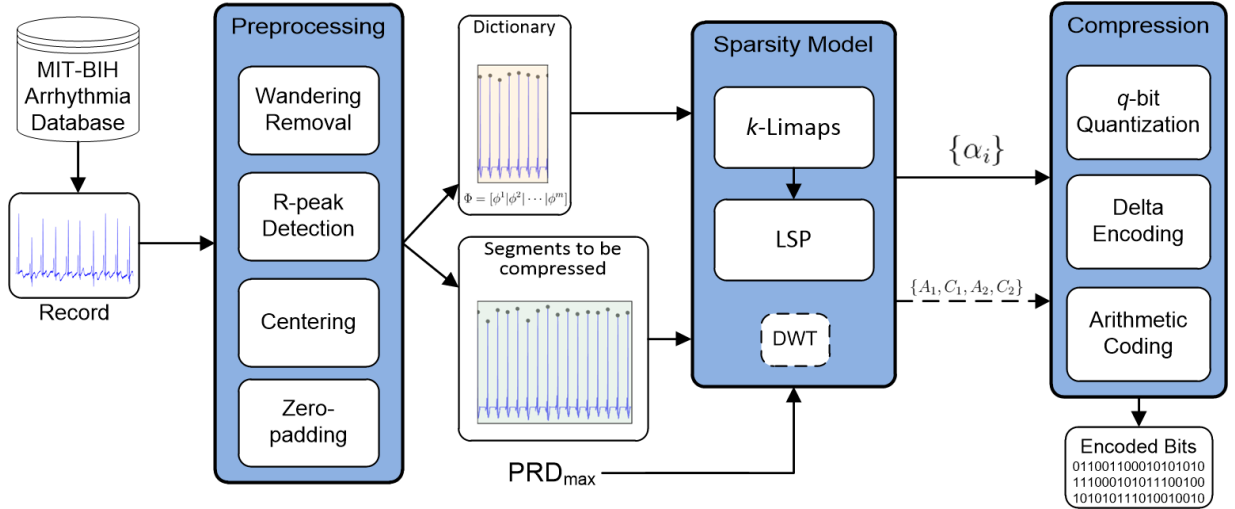 MIT-BIH
Arrhythmia
Database
Record
Preprocessing
Wandering
Removal
R-peak
Detection
Centering
Zero-
padding
Dictionary
Φ = [ϕ¹|ϕ²| ⋯ |ϕᵐ]
Segments to be
compressed
PRDmax
Sparsity Model
k-Limaps
LSP
DWT
{αᵢ}
{A₁, C₁, A₂, C₂}
Compression
q-bit
Quantization
Delta
Encoding
Arithmetic
Coding
Encoded Bits
011001100010101010
111000101011100100
101010111010010010